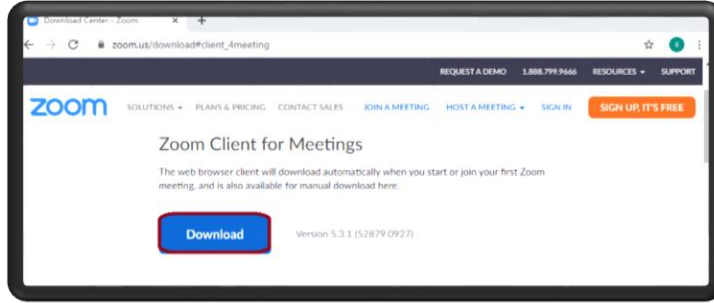 Download Center - Zoom
zoom.us/download#client_4meeting
REQUEST A DEMO 1.888.799.9666 RESOURCES SUPPORT
zoom SOLUTIONS PLANS & PRICING CONTACT SALES JOIN A MEETING HOST A MEETING SIGN IN SIGN UP, IT'S FREE
Zoom Client for Meetings
The web browser client will download automatically when you start or join your first Zoom
meeting, and is also available for manual download here.
Download Version 5.3.1 (52879.0927)